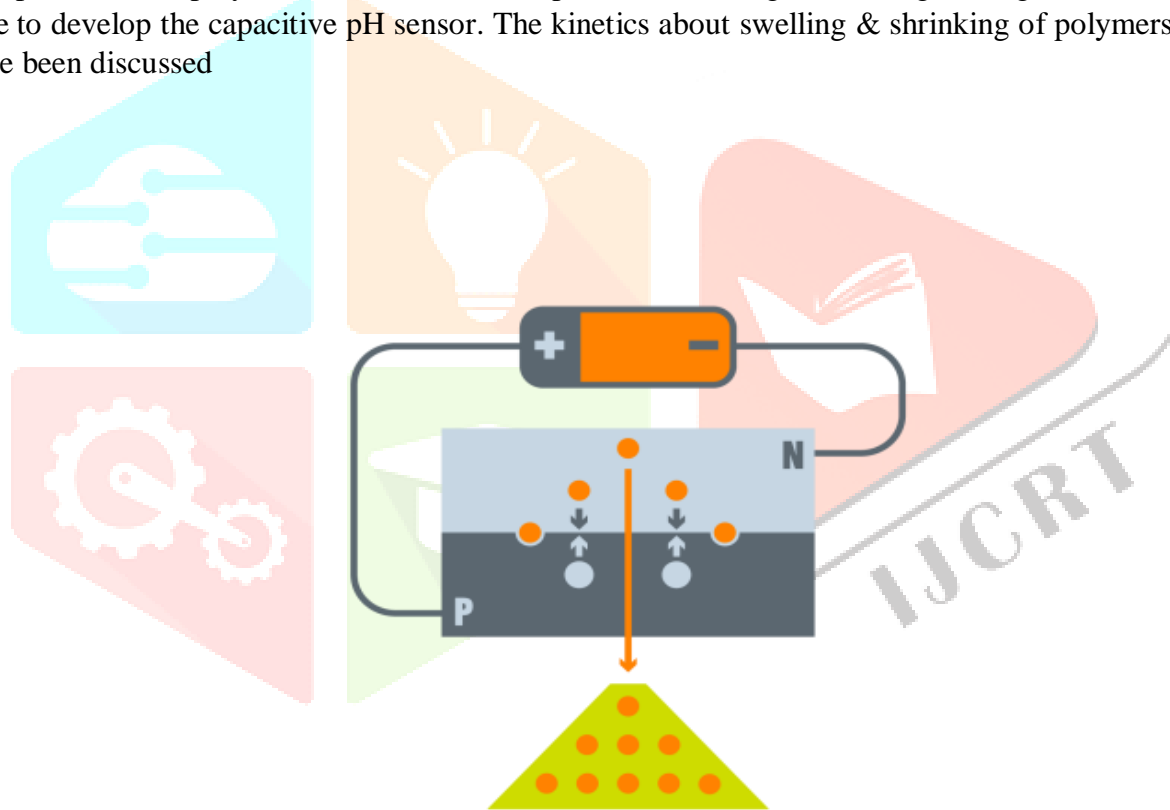 e to develop the capacitive pH sensor. The kinetics about swelling & shrinking of polymers
e been discussed
+ −
N
P
IJCRT